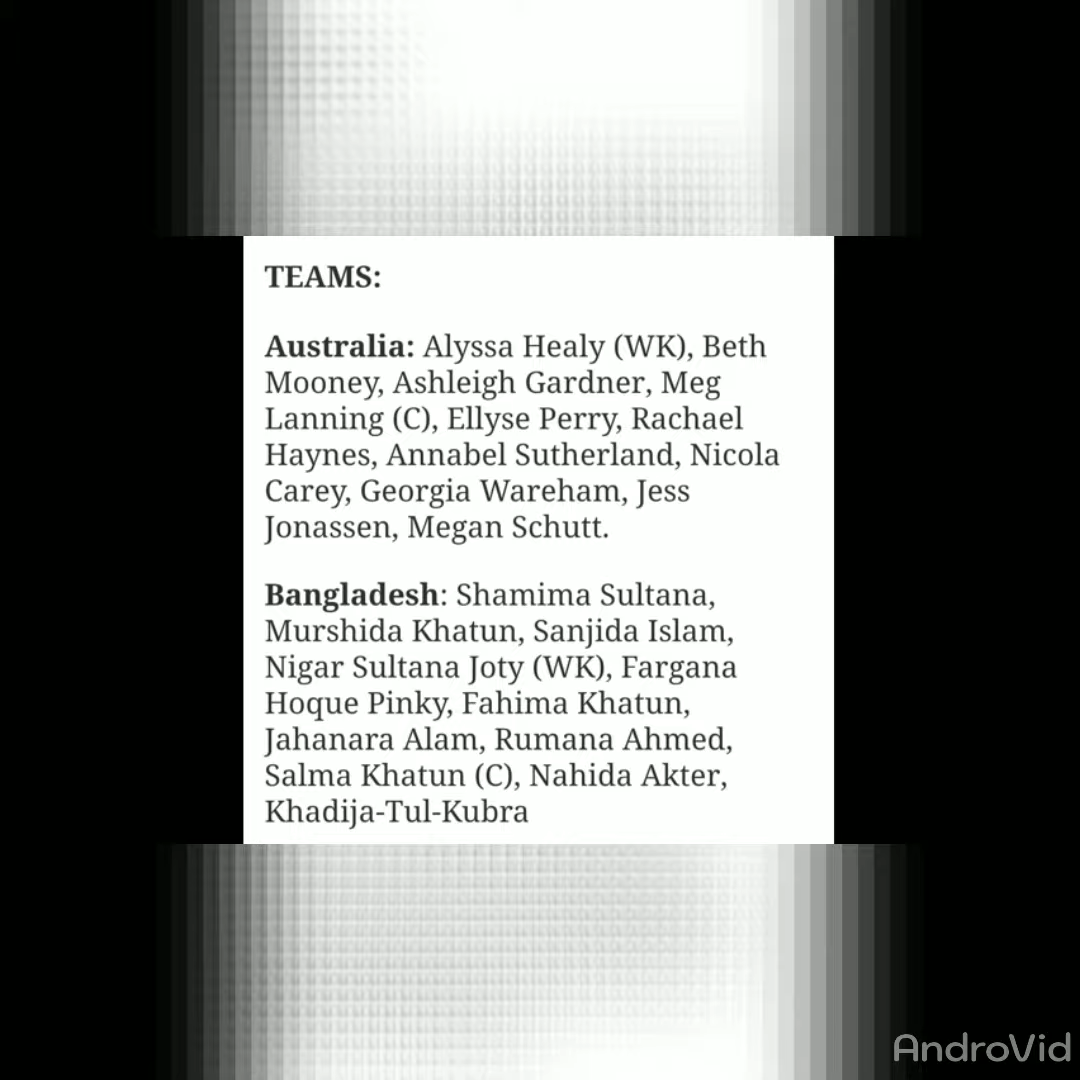 TEAMS:
Australia: Alyssa Healy (WK), Beth
Mooney, Ashleigh Gardner, Meg
Lanning (C), Ellyse Perry, Rachael
Haynes, Annabel Sutherland, Nicola
Carey, Georgia Wareham, Jess
Jonassen, Megan Schutt.
Bangladesh: Shamima Sultana,
Murshida Khatun, Sanjida Islam,
Nigar Sultana Joty (WK), Fargana
Hoque Pinky, Fahima Khatun,
Jahanara Alam, Rumana Ahmed,
Salma Khatun (C), Nahida Akter,
Khadija-Tul-Kubra
AndroVid